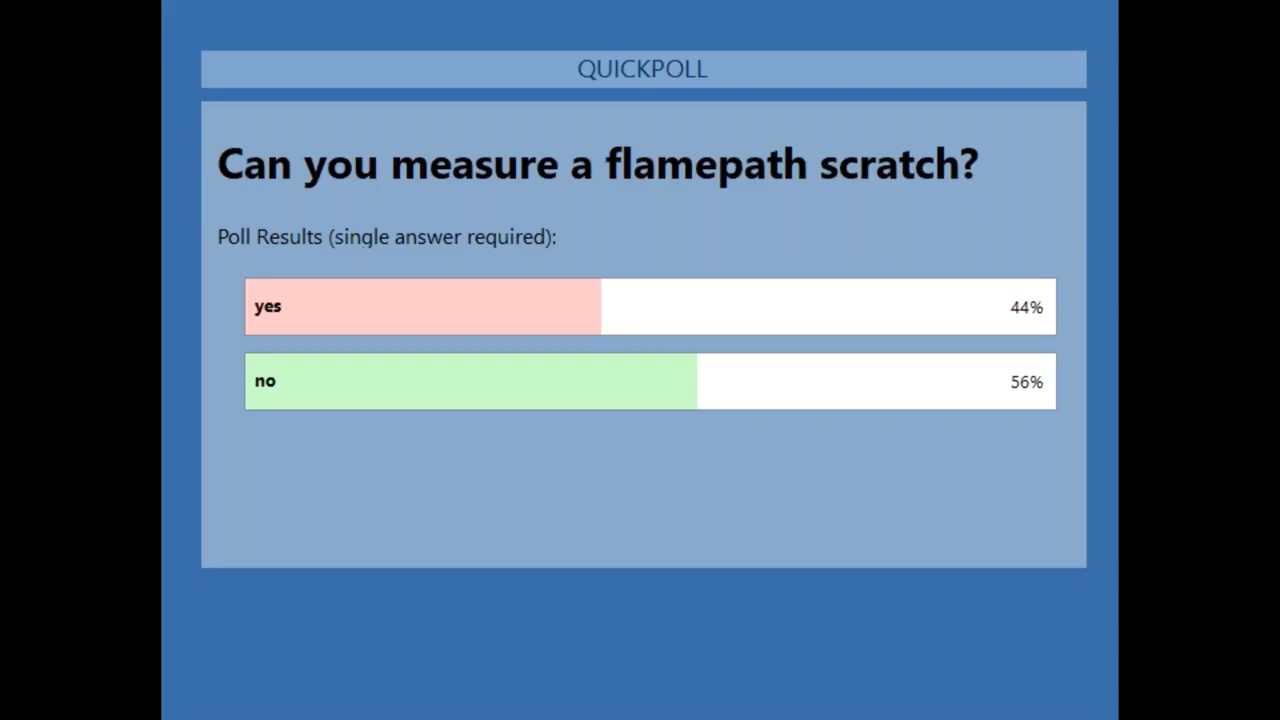 QUICKPOLL
Can you measure a flamepath scratch?
Poll Results (single answer required):
yes 44%
no 56%